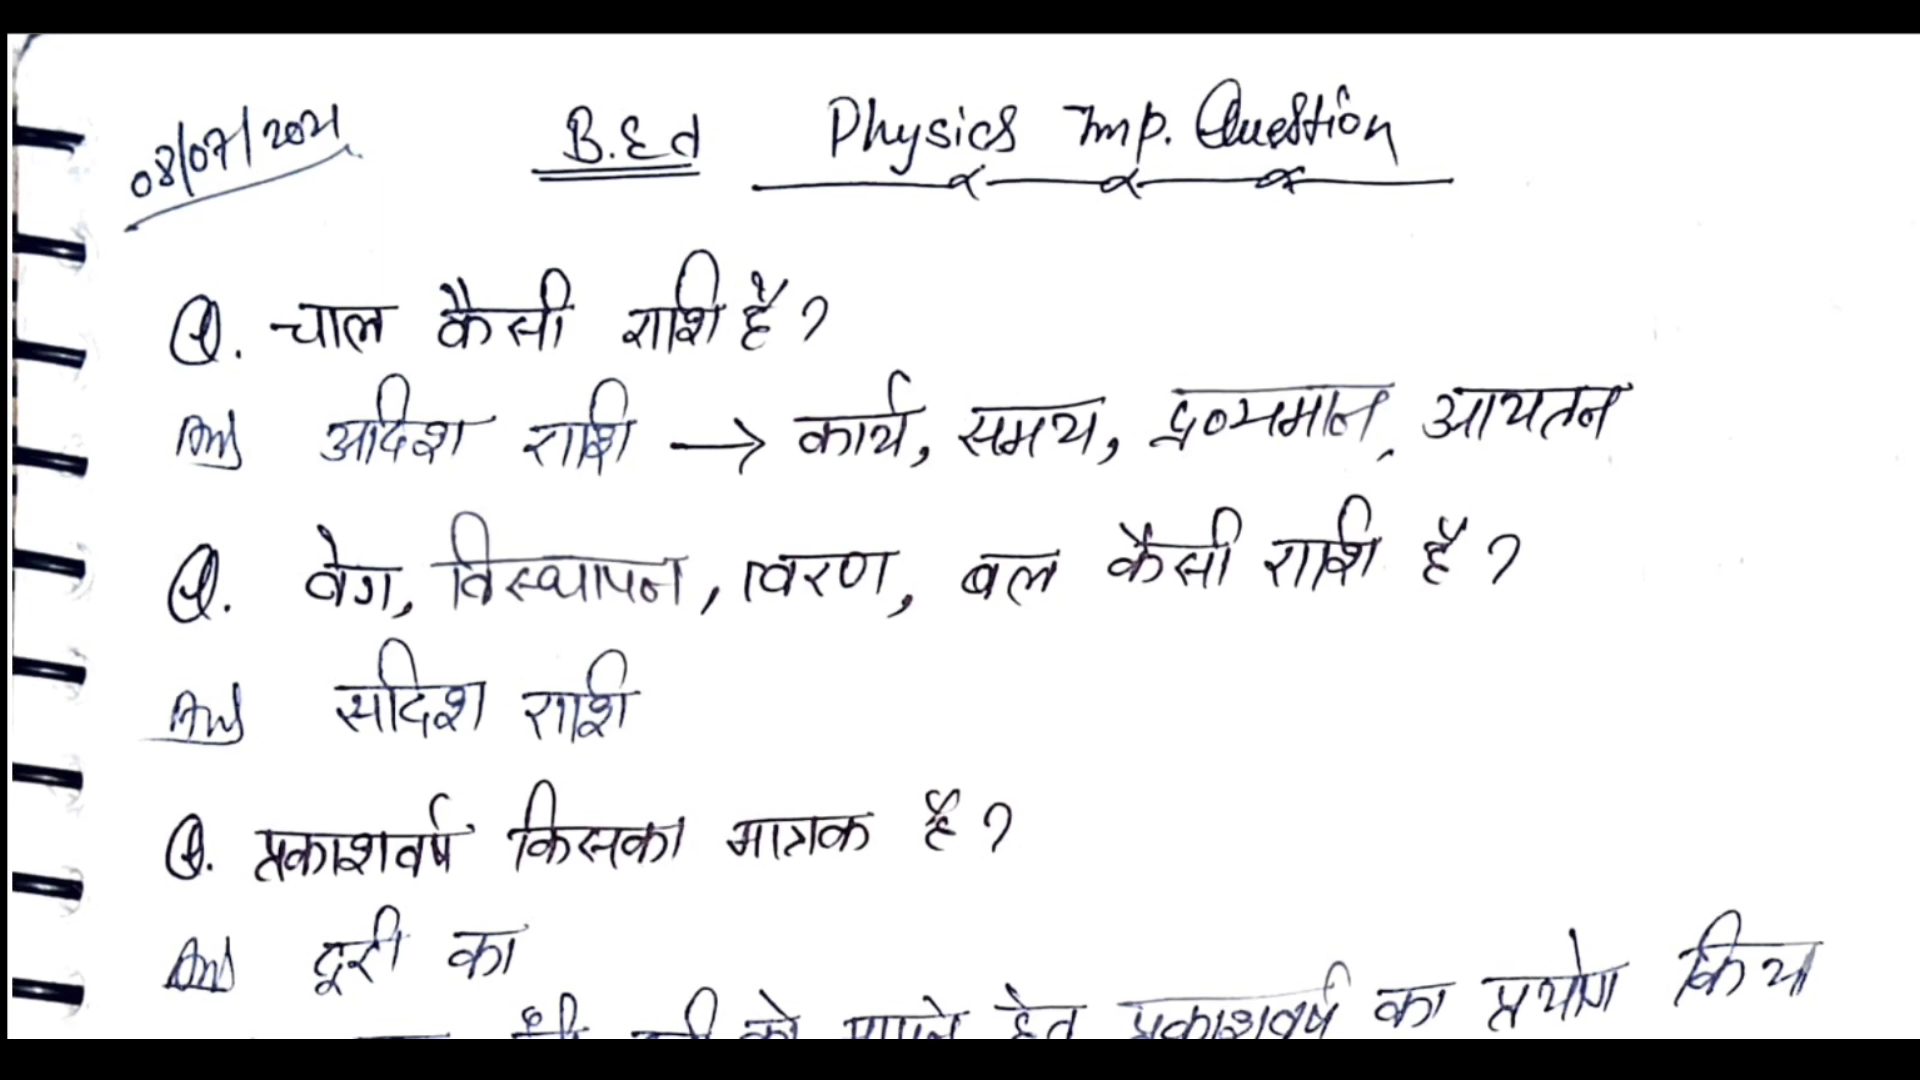 08/07/2021 B.Ed Physics Imp. Question
Q. चाल कैसी राशि है?
Ans अदिश राशि → कार्य, समय, द्रव्यमान, आयतन
Q. वेग, विस्थापन, त्वरण, बल कैसी राशि है?
Ans सदिश राशि
Q. प्रकाशवर्ष किसका मात्रक है?
Ans दूरी का
को मापने हेतु प्रकाशवर्ष का प्रयोग किया